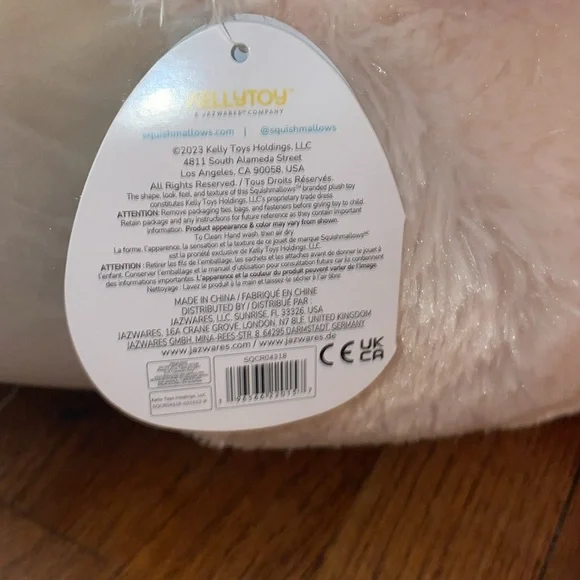 KELLYTOY™
A JAZWARES® COMPANY
squishmallows.com | @squishmallows
©2023 Kelly Toys Holdings, LLC
4811 South Alameda Street
Los Angeles, CA 90058, USA
All Rights Reserved. / Tous Droits Réservés.
The shape, look, feel, and texture of this Squishmallows™ branded plush toy
constitutes Kelly Toys Holdings, LLC's proprietary trade dress
ATTENTION: Remove packaging ties, bags, and fasteners before giving toy to child.
Retain package and any instructions for future reference as they contain important
information. Product appearance & color may vary from shown.
To Clean: Hand wash, then air dry.
La forme, l'apparence, la sensation et la texture de ce jouet de marque Squishmallows™
est la propriété exclusive de Kelly Toys Holdings, LLC.
ATTENTION : Retirer les fils de l'emballage, les sachets et les attaches avant de donner le jouet à
l'enfant. Conserver l'emballage et le manuel d'utilisation pour consultation future car ils contiennent
des informations importantes. L'apparence et la couleur du produit peuvent varier de l'image.
Nettoyage : Lavez le produit à la main et laissez-le sécher à l'air libre
MADE IN CHINA / FABRIQUÉ EN CHINE
DISTRIBUTED BY / DISTRIBUÉ PAR :
JAZWARES, LLC, SUNRISE, FL 33326, USA
JAZWARES, 16A CRANE GROVE, LONDON, N7 8LE, UNITED KINGDOM
JAZWARES GMBH, MINA-REES-STR. 8, 64295 DARMSTADT, GERMANY
www.jazwares.com / www.jazwares.de
CE UK
CA
SQCR04318
Kelly Toys Holdings, LLC